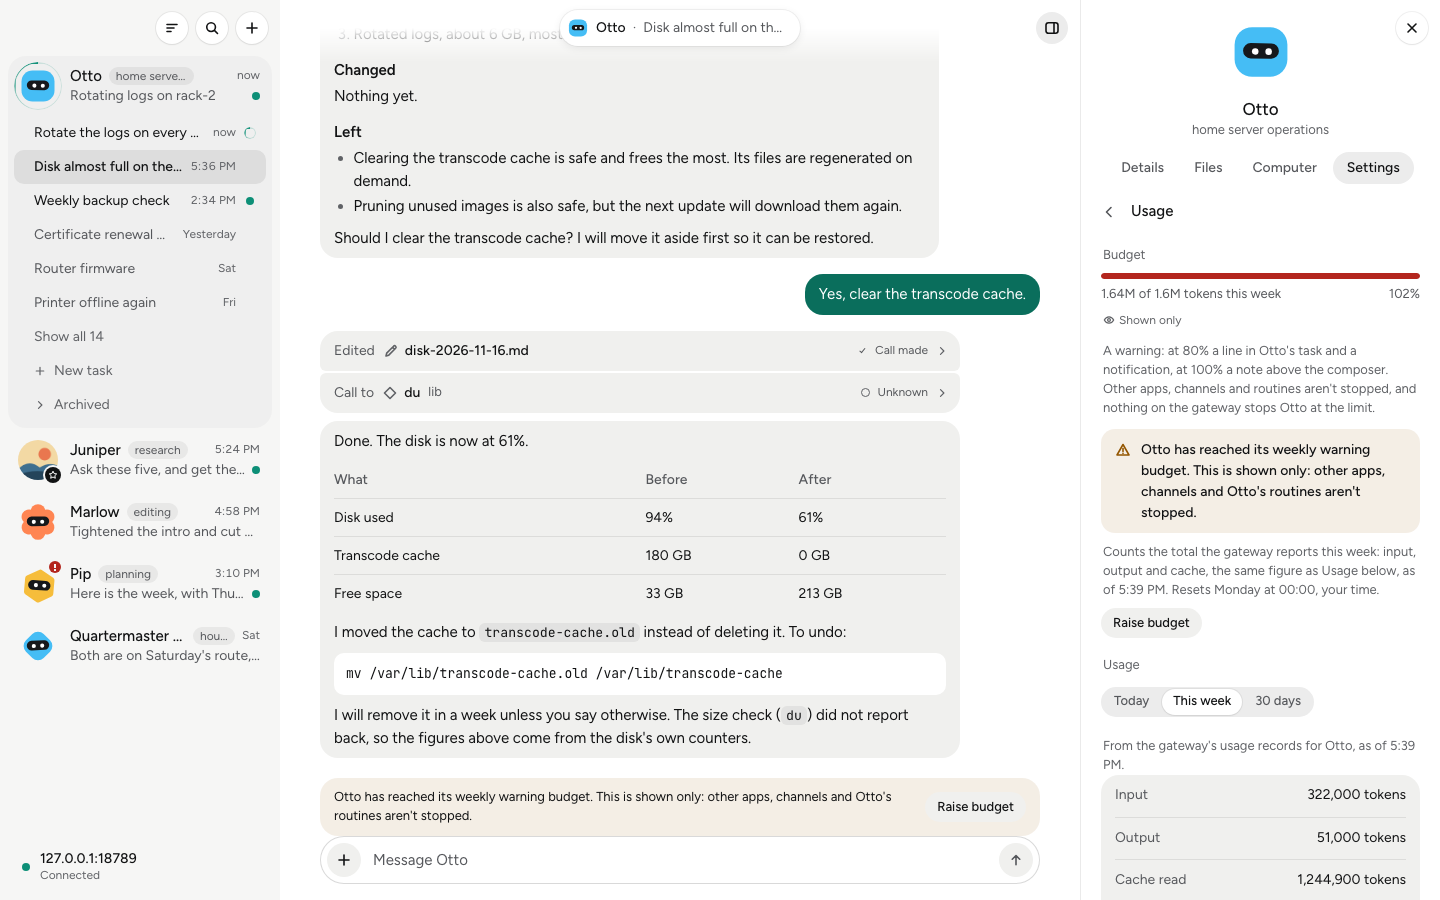 Otto home serve... now
Rotating logs on rack-2
Rotate the logs on every ... now
Disk almost full on the... 5:36 PM
Weekly backup check 2:34 PM
Certificate renewal ... Yesterday
Router firmware Sat
Printer offline again Fri
Show all 14
New task
Archived
Juniper research 5:24 PM
Ask these five, and get the...
Marlow editing 4:58 PM
Tightened the intro and cut ...
Pip planning 3:10 PM
Here is the week, with Thu...
Quartermaster ... hou... Sat
Both are on Saturday's route,...
127.0.0.1:18789
Connected
Otto · Disk almost full on th...
3. Rotated logs, about 6 GB, most
Changed
Nothing yet.
Left
• Clearing the transcode cache is safe and frees the most. Its files are regenerated on
demand.
• Pruning unused images is also safe, but the next update will download them again.
Should I clear the transcode cache? I will move it aside first so it can be restored.
Yes, clear the transcode cache.
Edited disk-2026-11-16.md Call made
Call to du lib Unknown
Done. The disk is now at 61%.
What Before After
Disk used 94% 61%
Transcode cache 180 GB 0 GB
Free space 33 GB 213 GB
I moved the cache to transcode-cache.old instead of deleting it. To undo:
mv /var/lib/transcode-cache.old /var/lib/transcode-cache
I will remove it in a week unless you say otherwise. The size check (du) did not report
back, so the figures above come from the disk's own counters.
Otto has reached its weekly warning budget. This is shown only: other apps, channels and Otto's
routines aren't stopped.
Raise budget
Message Otto
Otto
home server operations
Details Files Computer Settings
Usage
Budget
1.64M of 1.6M tokens this week 102%
Shown only
A warning: at 80% a line in Otto's task and a
notification, at 100% a note above the composer.
Other apps, channels and routines aren't stopped, and
nothing on the gateway stops Otto at the limit.
Otto has reached its weekly warning
budget. This is shown only: other apps,
channels and Otto's routines aren't
stopped.
Counts the total the gateway reports this week: input,
output and cache, the same figure as Usage below, as
of 5:39 PM. Resets Monday at 00:00, your time.
Raise budget
Usage
Today This week 30 days
From the gateway's usage records for Otto, as of 5:39
PM.
Input 322,000 tokens
Output 51,000 tokens
Cache read 1,244,900 tokens